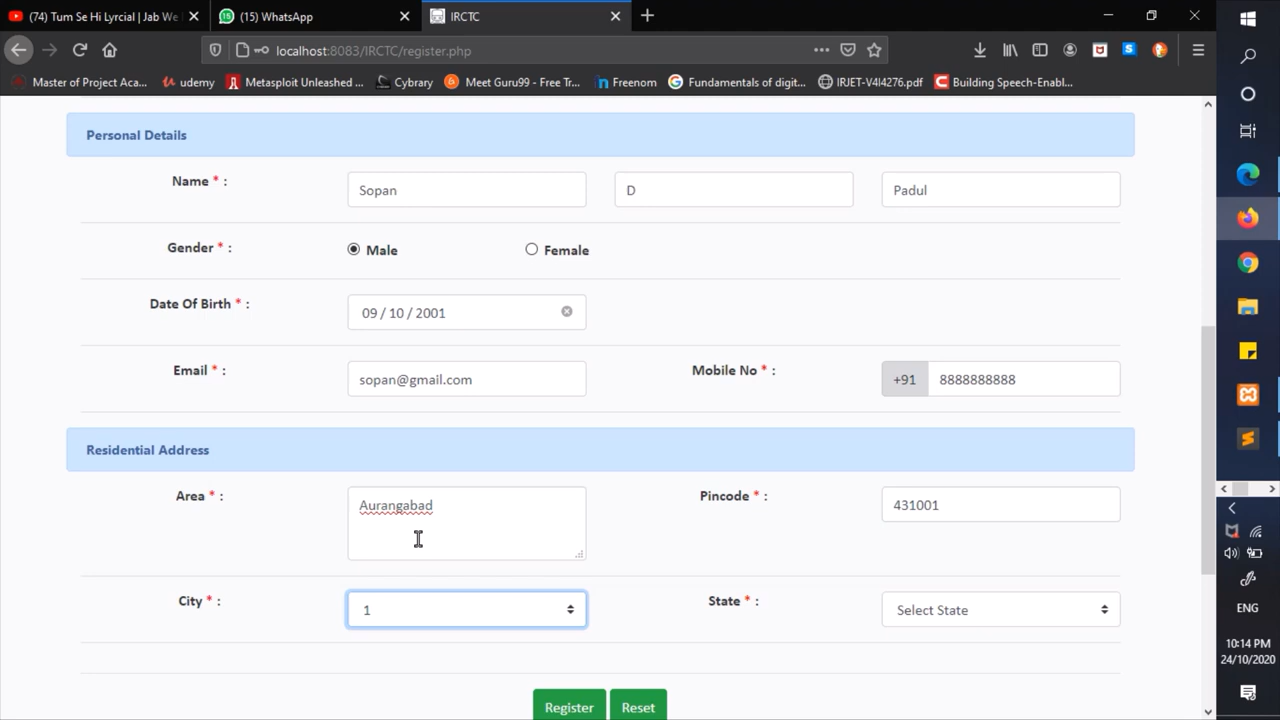 (74) Tum Se Hi Lyrcial | Jab We
(15) WhatsApp
IRCTC
localhost:8083/IRCTC/register.php
Master of Project Aca...
udemy
Metasploit Unleashed ...
Cybrary
Meet Guru99 - Free Tr...
Freenom
Fundamentals of digit...
IRJET-V4I4276.pdf
Building Speech-Enabl...
Personal Details
Name * :
Sopan
D
Padul
Gender * :
Male
Female
Date Of Birth * :
09 / 10 / 2001
Email * :
sopan@gmail.com
Mobile No * :
+91
8888888888
Residential Address
Area * :
Aurangabad
Pincode * :
431001
City * :
1
State * :
Select State
Register
Reset
ENG
10:14 PM
24/10/2020